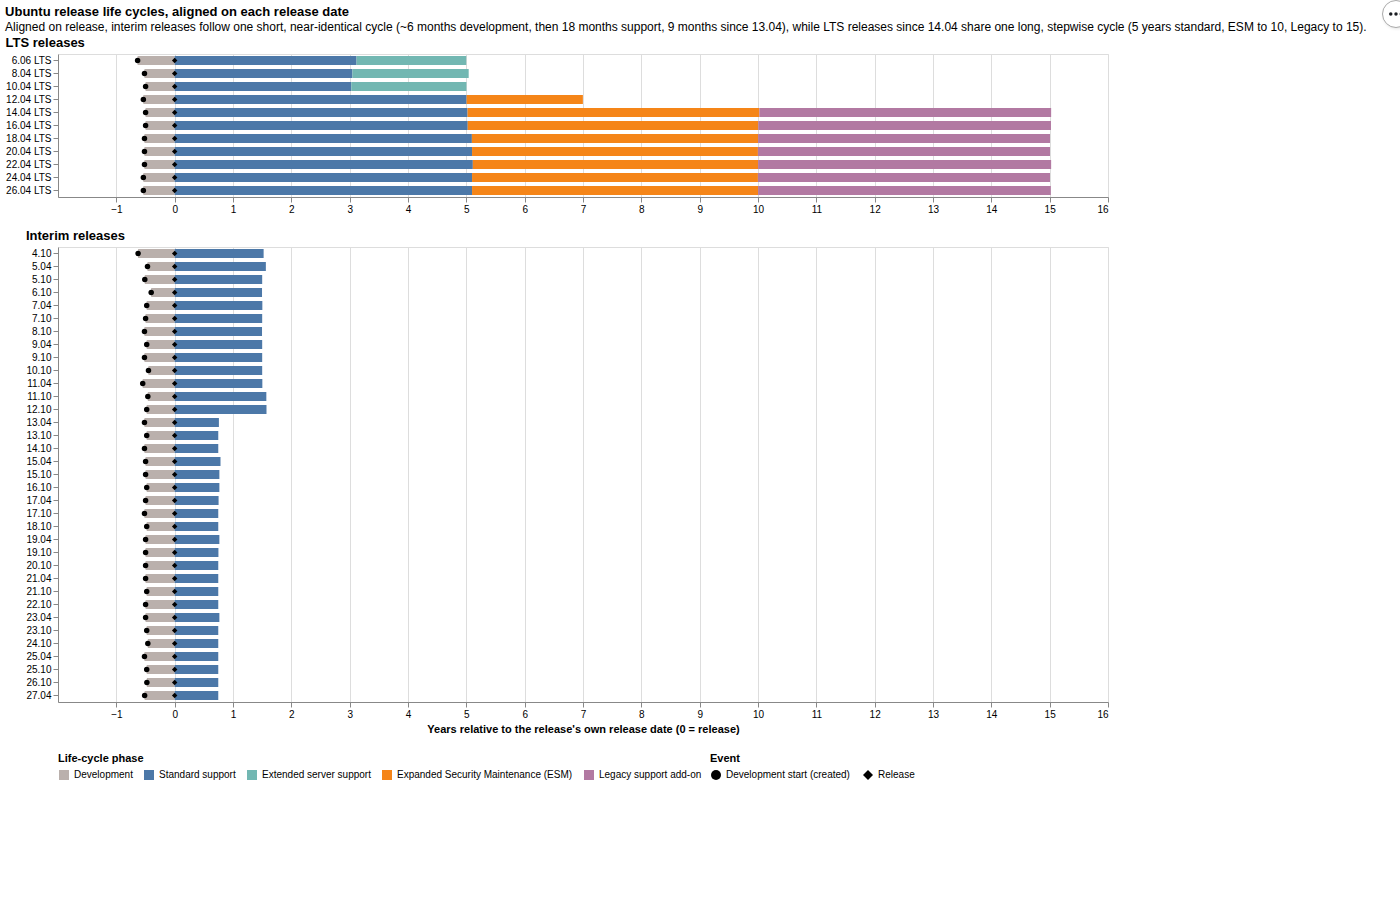 Ubuntu release life cycles, aligned on each release date
Aligned on release, interim releases follow one short, near-identical cycle (~6 months development, then 18 months support, 9 months since 13.04), while LTS releases since 14.04 share one long, stepwise cycle (5 years standard, ESM to 10, Legacy to 15).
LTS releases
6.06 LTS
8.04 LTS
10.04 LTS
12.04 LTS
14.04 LTS
16.04 LTS
18.04 LTS
20.04 LTS
22.04 LTS
24.04 LTS
26.04 LTS
−1 0 1 2 3 4 5 6 7 8 9 10 11 12 13 14 15 16
Interim releases
4.10
5.04
5.10
6.10
7.04
7.10
8.10
9.04
9.10
10.10
11.04
11.10
12.10
13.04
13.10
14.10
15.04
15.10
16.10
17.04
17.10
18.10
19.04
19.10
20.10
21.04
21.10
22.10
23.04
23.10
24.10
25.04
25.10
26.10
27.04
−1 0 1 2 3 4 5 6 7 8 9 10 11 12 13 14 15 16
Years relative to the release's own release date (0 = release)
Life-cycle phase
Development Standard support Extended server support Expanded Security Maintenance (ESM) Legacy support add-on
Event
Development start (created) Release